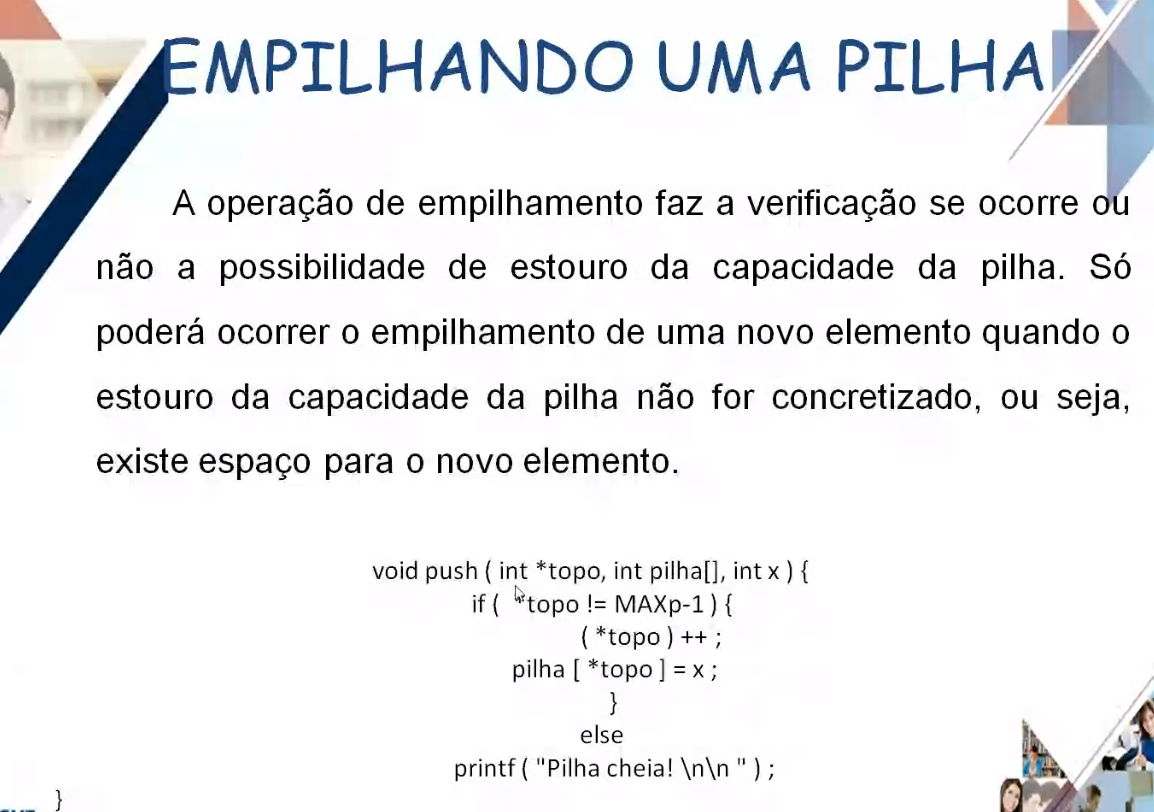 EMPILHANDO UMA PILHA
A operação de empilhamento faz a verificação se ocorre ou
não a possibilidade de estouro da capacidade da pilha. Só
poderá ocorrer o empilhamento de uma novo elemento quando o
estouro da capacidade da pilha não for concretizado, ou seja,
existe espaço para o novo elemento.
void push ( int *topo, int pilha[], int x ) {
if ( *topo != MAXp-1 ) {
( *topo ) ++ ;
pilha [ *topo ] = x ;
}
else
printf ( "Pilha cheia! \n\n " ) ;
}